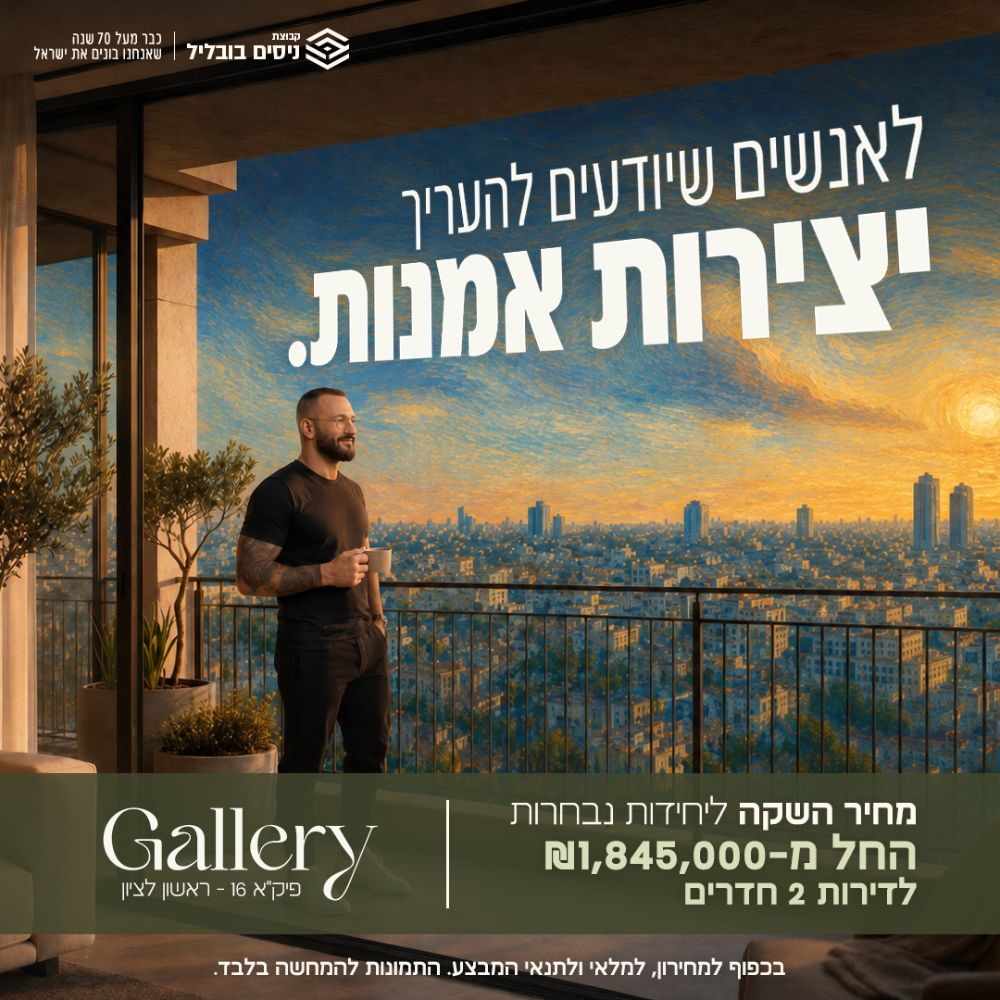 קבוצת
ניסים בובליל
כבר מעל 70 שנה
שאנחנו בונים את ישראל
לאנשים שיודעים להעריך
יצירות אמנות.
מחיר השקה ליחידות נבחרות
החל מ-1,845,000₪
לדירות 2 חדרים
Gallery
פיק"א 16 - ראשון לציון
בכפוף למחירון, למלאי ולתנאי המבצע. התמונות להמחשה בלבד.